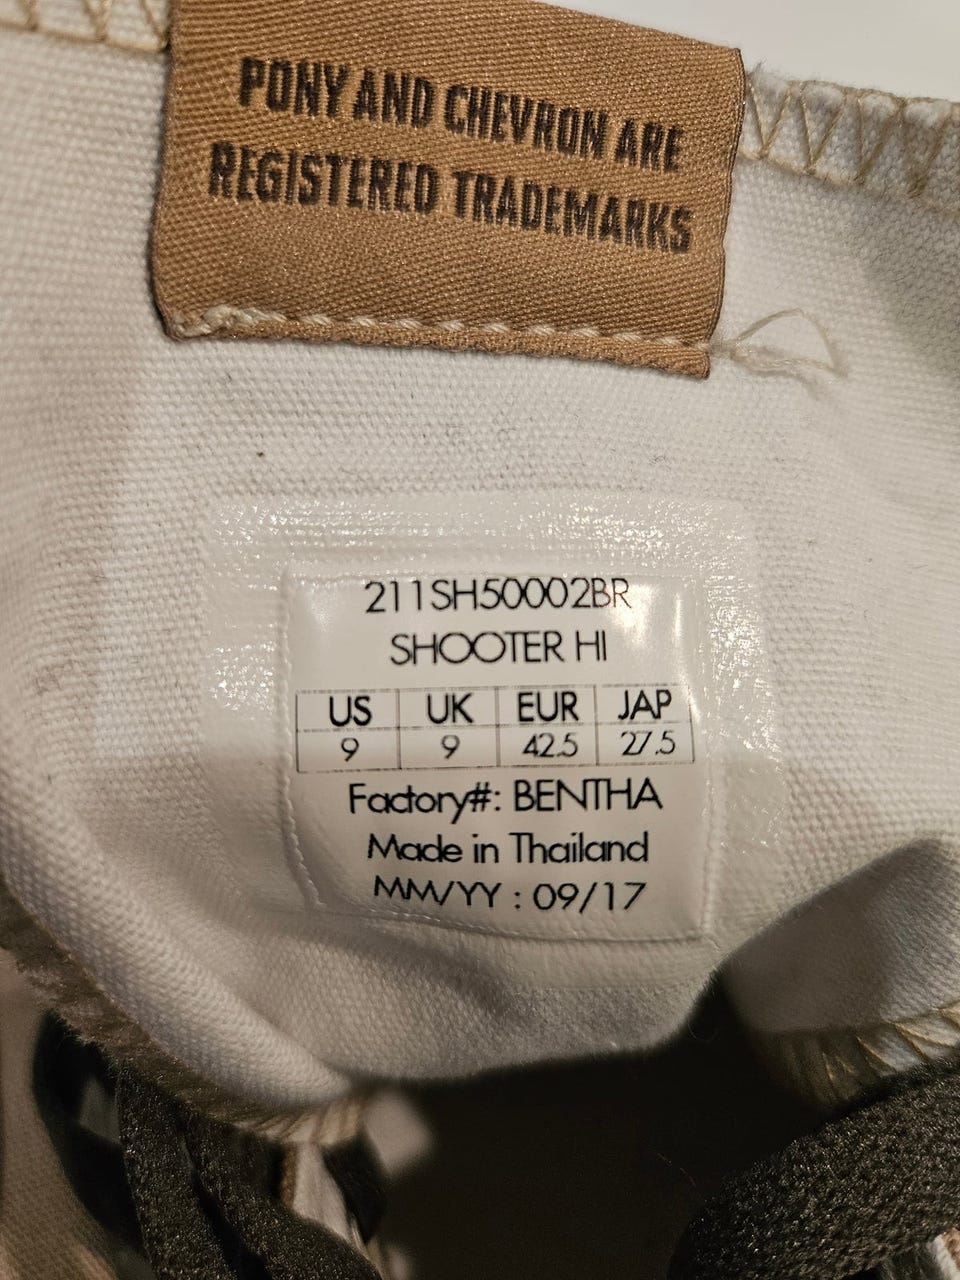 PONY AND CHEVRON ARE
REGISTERED TRADEMARKS
211SH50002BR
SHOOTER HI
US UK EUR JAP
9 9 42.5 27.5
Factory#: BENTHA
Made in Thailand
MM/YY : 09/17